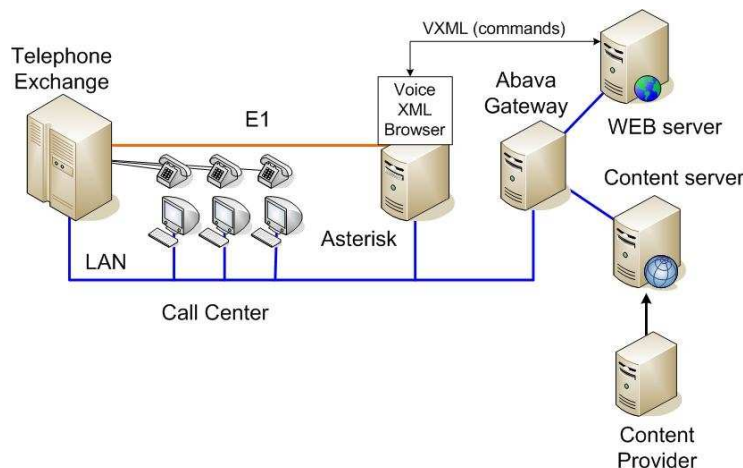 VXML (commands)
Telephone
Exchange
Voice
XML
Browser
Abava
Gateway
E1
WEB server
Content server
Asterisk
LAN
Call Center
Content
Provider